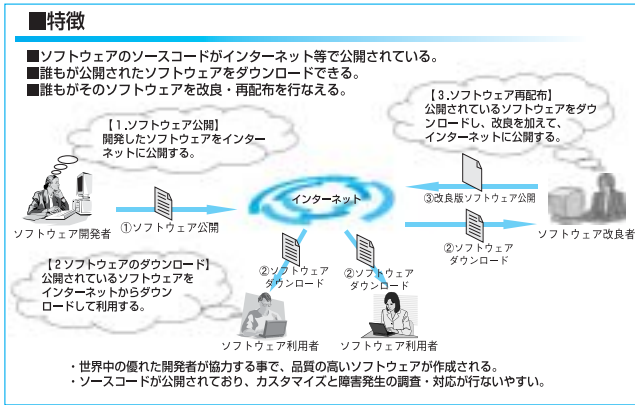 ■特徴
■ソフトウェアのソースコードがインターネット等で公開されている。
■誰もが公開されたソフトウェアをダウンロードできる。
■誰もがそのソフトウェアを改良・再配布を行なえる。
【1.ソフトウェア公開】
開発したソフトウェアをインター
ネットに公開する。
【3.ソフトウェア再配布】
公開されているソフトウェアをダウ
ンロードし、改良を加えて、
インターネットに公開する。
インターネット
ソフトウェア開発者
①ソフトウェア公開
③改良版ソフトウェア公開
②ソフトウェア
ダウンロード
ソフトウェア改良者
【2ソフトウェアのダウンロード】
公開されているソフトウェアを
インターネットからダウン
ロードして利用する。
②ソフトウェア
ダウンロード
②ソフトウェア
ダウンロード
ソフトウェア利用者
ソフトウェア利用者
・世界中の優れた開発者が協力する事で、品質の高いソフトウェアが作成される。
・ソースコードが公開されており、カスタマイズと障害発生の調査・対応が行ないやすい。